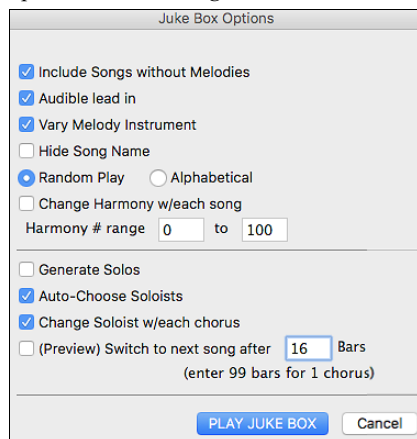 Juke Box Options
Include Songs without Melodies
Audible lead in
Vary Melody Instrument
Hide Song Name
Random Play Alphabetical
Change Harmony w/each song
Harmony # range 0 to 100
Generate Solos
Auto-Choose Soloists
Change Soloist w/each chorus
(Preview) Switch to next song after 16 Bars
(enter 99 bars for 1 chorus)
PLAY JUKE BOX Cancel